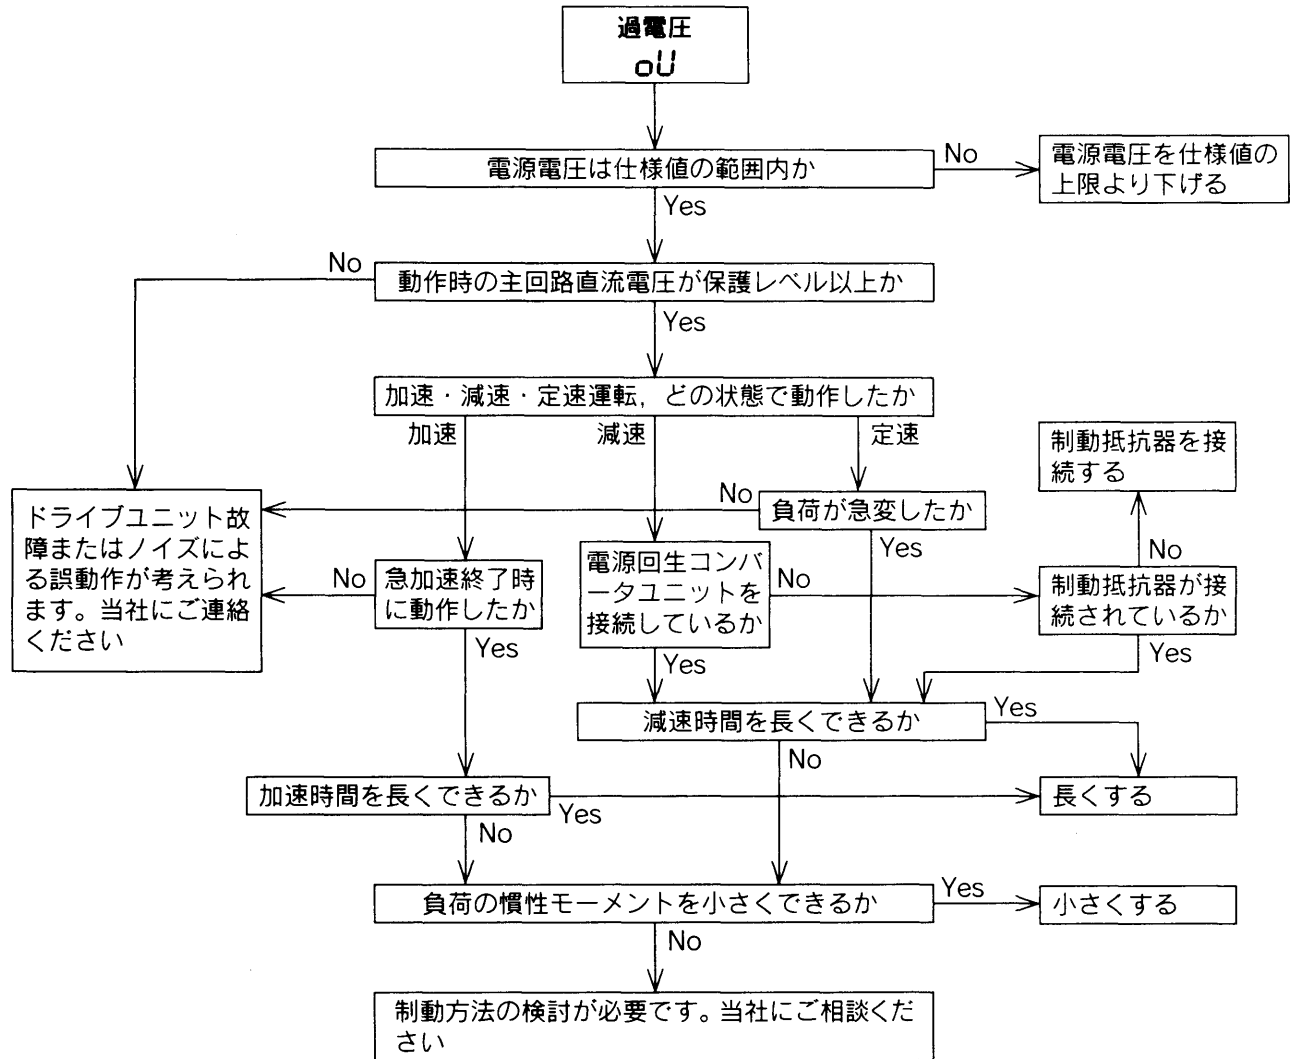 過電圧
oU
電源電圧は仕様値の範囲内か
No
電源電圧を仕様値の
上限より下げる
Yes
No
動作時の主回路直流電圧が保護レベル以上か
Yes
加速・減速・定速運転，どの状態で動作したか
加速
減速
定速
制動抵抗器を接
続する
ドライブユニット故
障またはノイズによ
る誤動作が考えられ
ます。当社にご連絡
ください
No
負荷が急変したか
Yes
No
No
急加速終了時
に動作したか
Yes
電源回生コンバ
ータユニットを
接続しているか
No
Yes
制動抵抗器が接
続されているか
Yes
減速時間を長くできるか
Yes
No
加速時間を長くできるか
Yes
No
長くする
負荷の慣性モーメントを小さくできるか
Yes
小さくする
No
制動方法の検討が必要です。当社にご相談くだ
さい